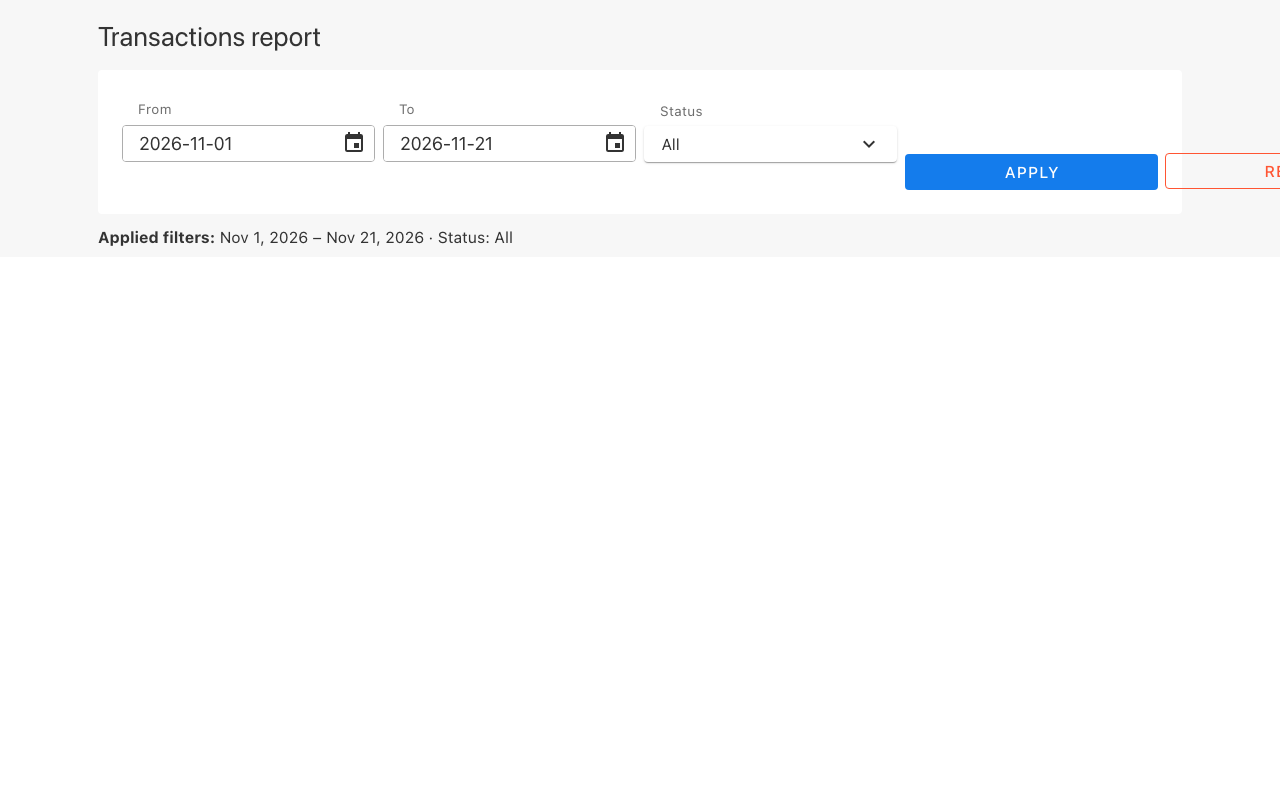 Transactions report
From
To
Status
2026-11-01
2026-11-21
All
APPLY
Applied filters: Nov 1, 2026 – Nov 21, 2026 · Status: All